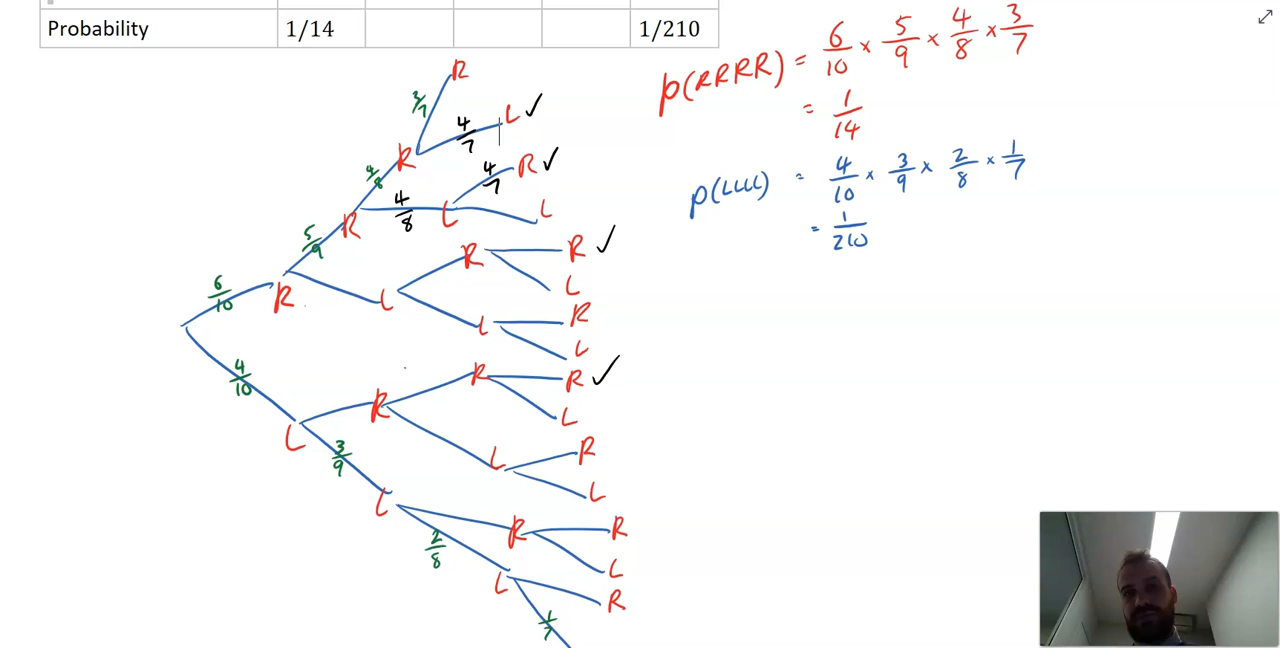 Probability 1/14 1/210
p(RRRR) = 6/10 × 5/9 × 4/8 × 3/7
= 1/14
p(LLLL) = 4/10 × 3/9 × 2/8 × 1/7
= 1/210
R
3/7
L ✓
4/7
R
4/8
R ✓
4/7
4/8
L
L
R
5/9
R ✓
R
L
6/10
R
L
R
L
L
4/10
R ✓
R
L
R
L
3/9
R
L
L
L
R
R
2/8
L
L
R
1/7